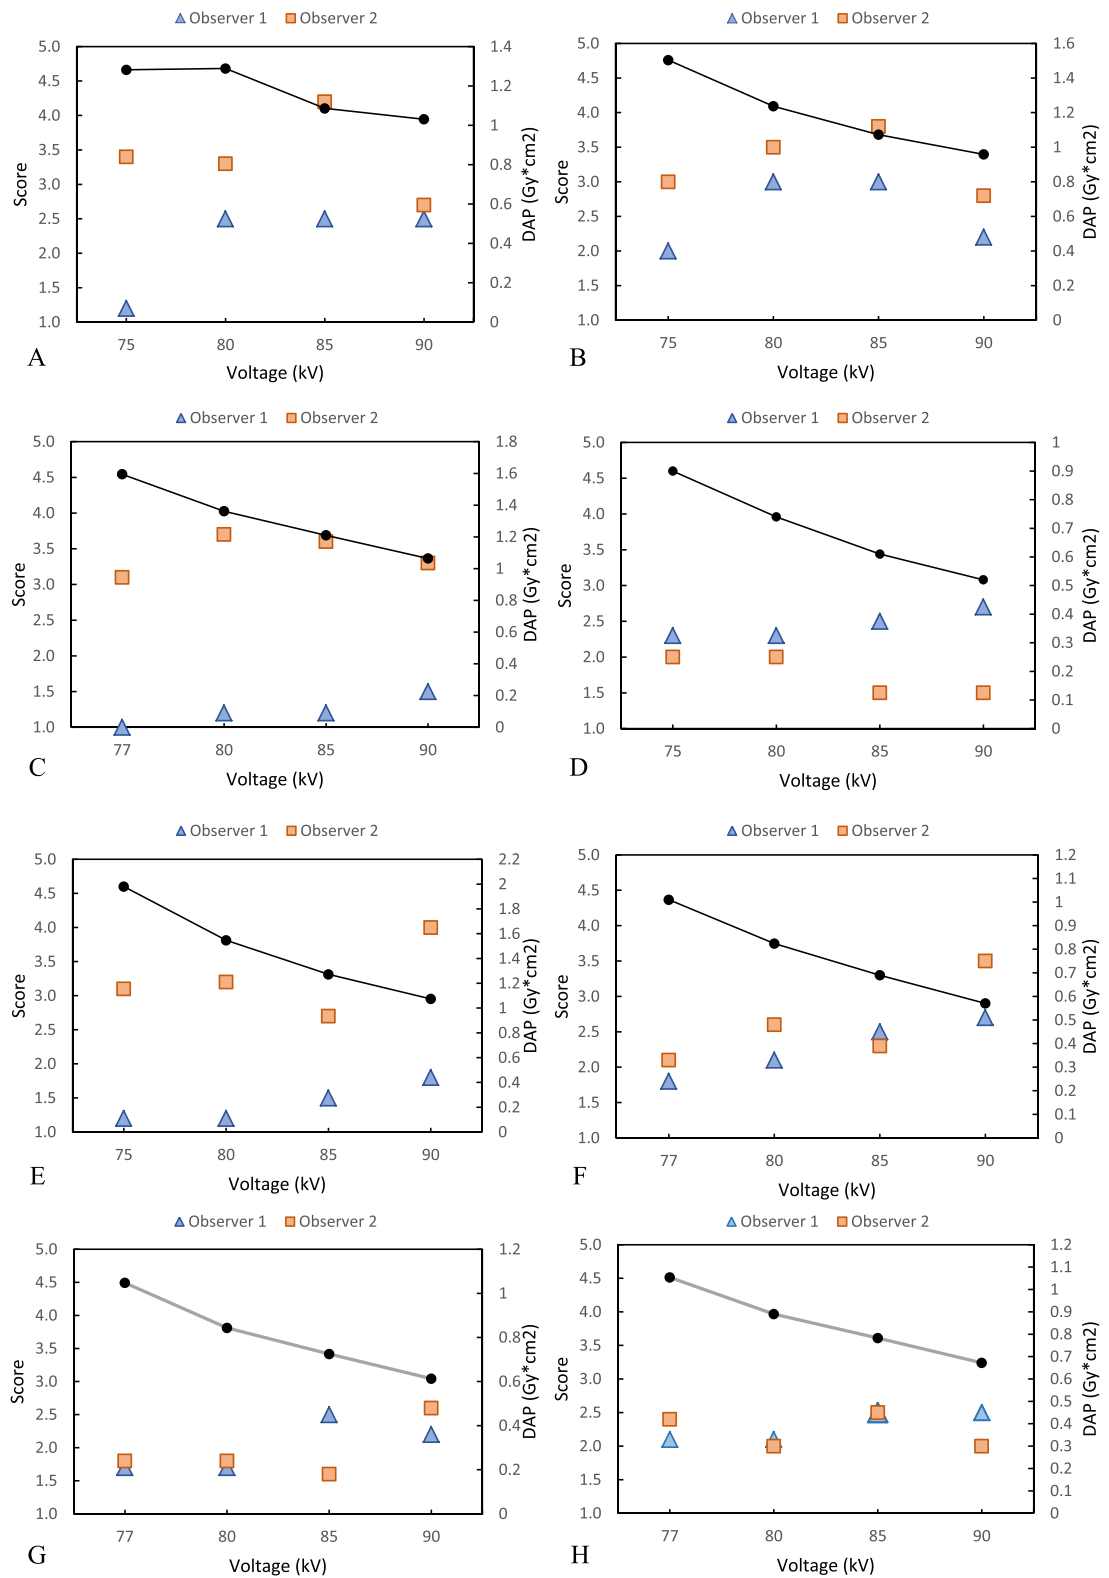 Observer 1 Observer 2
5.0 4.5 4.0 3.5 3.0 2.5 2.0 1.5 1.0
Score
1.4 1.2 1 0.8 0.6 0.4 0.2 0
DAP (Gy*cm2)
75 80 85 90
A Voltage (kV)
Observer 1 Observer 2
5.0 4.5 4.0 3.5 3.0 2.5 2.0 1.5 1.0
Score
1.6 1.4 1.2 1 0.8 0.6 0.4 0.2 0
DAP (Gy*cm2)
75 80 85 90
B Voltage (kV)
Observer 1 Observer 2
5.0 4.5 4.0 3.5 3.0 2.5 2.0 1.5 1.0
Score
1.8 1.6 1.4 1.2 1 0.8 0.6 0.4 0.2 0
DAP (Gy*cm2)
77 80 85 90
C Voltage (kV)
Observer 1 Observer 2
5.0 4.5 4.0 3.5 3.0 2.5 2.0 1.5 1.0
Score
1 0.9 0.8 0.7 0.6 0.5 0.4 0.3 0.2 0.1 0
DAP (Gy*cm2)
75 80 85 90
D Voltage (kV)
Observer 1 Observer 2
5.0 4.5 4.0 3.5 3.0 2.5 2.0 1.5 1.0
Score
2.2 2 1.8 1.6 1.4 1.2 1 0.8 0.6 0.4 0.2 0
DAP (Gy*cm2)
75 80 85 90
E Voltage (kV)
Observer 1 Observer 2
5.0 4.5 4.0 3.5 3.0 2.5 2.0 1.5 1.0
Score
1.2 1.1 1 0.9 0.8 0.7 0.6 0.5 0.4 0.3 0.2 0.1 0
DAP (Gy*cm2)
77 80 85 90
F Voltage (kV)
Observer 1 Observer 2
5.0 4.5 4.0 3.5 3.0 2.5 2.0 1.5 1.0
Score
1.2 1 0.8 0.6 0.4 0.2 0
DAP (Gy*cm2)
77 80 85 90
G Voltage (kV)
Observer 1 Observer 2
5.0 4.5 4.0 3.5 3.0 2.5 2.0 1.5 1.0
Score
1.2 1.1 1 0.9 0.8 0.7 0.6 0.5 0.4 0.3 0.2 0.1 0
DAP (Gy*cm2)
77 80 85 90
H Voltage (kV)